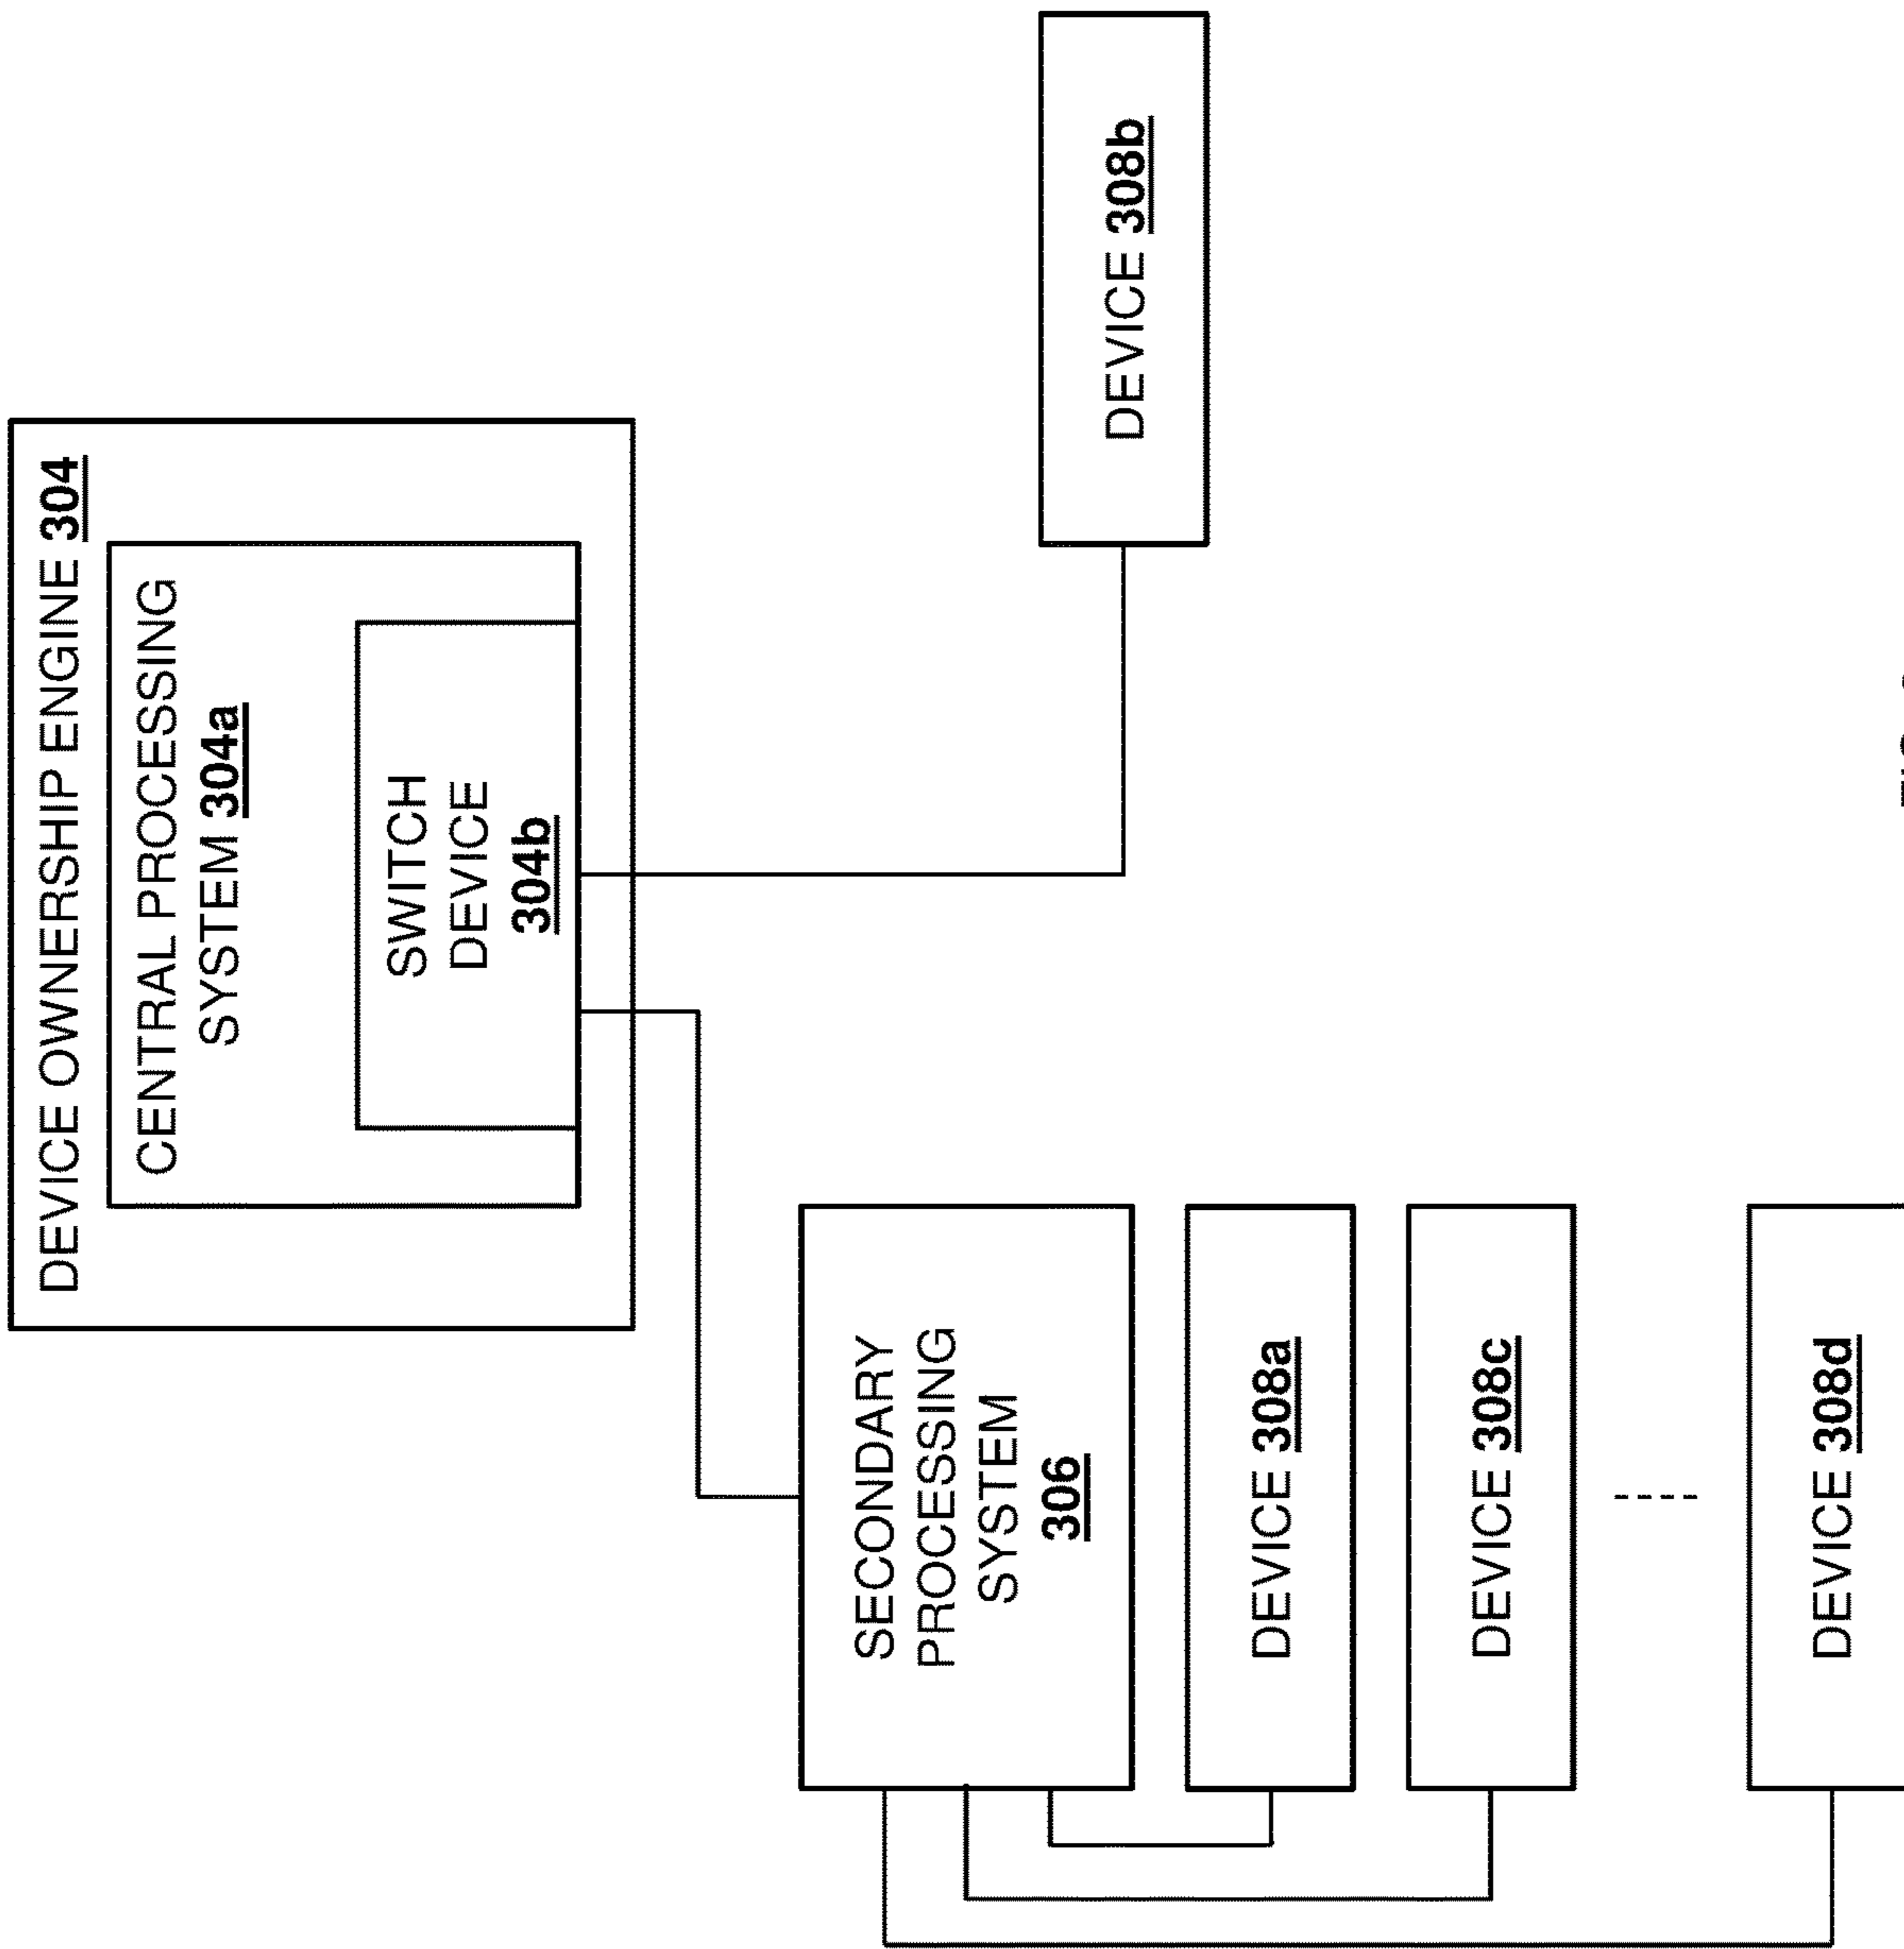 DEVICE OWNERSHIP ENGINE 304
CENTRAL PROCESSING
SYSTEM 304a
SWITCH
DEVICE
304b
SECONDARY
PROCESSING
SYSTEM
306
DEVICE 308b
DEVICE 308a
DEVICE 308c
DEVICE 308d